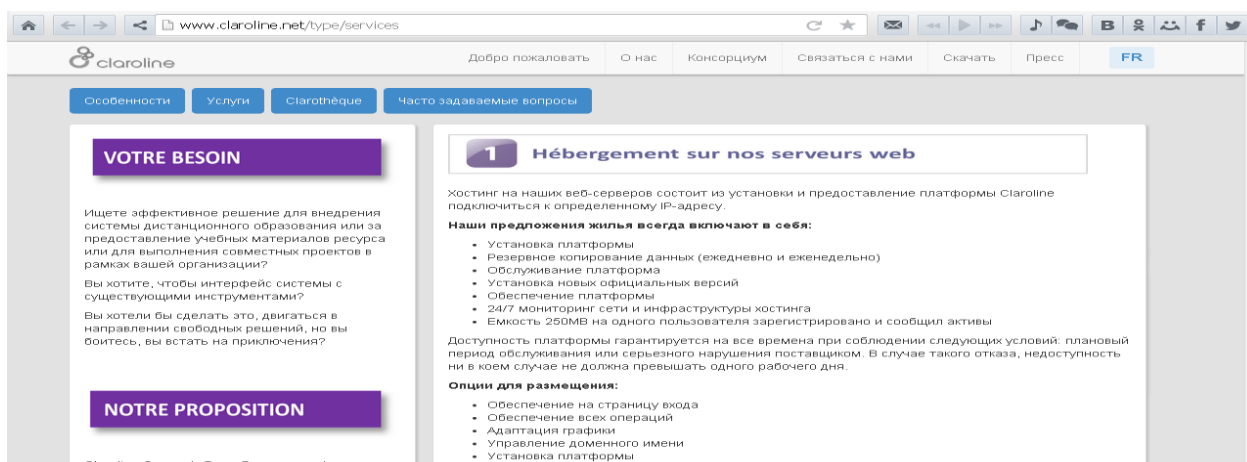 www.claroline.net/type/services
B f
claroline
Добро пожаловать О нас Консорциум Связаться с нами Скачать Пресс FR
Особенности Услуги Clarothèque Часто задаваемые вопросы
VOTRE BESOIN
Ищете эффективное решение для внедрения
системы дистанционного образования или за
предоставление учебных материалов ресурса
или для выполнения совместных проектов в
рамках вашей организации?
Вы хотите, чтобы интерфейс системы с
существующими инструментами?
Вы хотели бы сделать это, двигаться в
направлении свободных решений, но вы
боитесь, вы встать на приключения?
NOTRE PROPOSITION
1 Hébergement sur nos serveurs web
Хостинг на наших веб-серверов состоит из установки и предоставление платформы Claroline
подключиться к определенному IP-адресу.
Наши предложения жилья всегда включают в себя:
• Установка платформы
• Резервное копирование данных (ежедневно и еженедельно)
• Обслуживание платформа
• Установка новых официальных версий
• Обеспечение платформы
• 24/7 мониторинг сети и инфраструктуры хостинга
• Емкость 250MB на одного пользователя зарегистрировано и сообщил активы
Доступность платформы гарантируется на все времена при соблюдении следующих условий: плановый
период обслуживания или серьезного нарушения поставщиком. В случае такого отказа, недоступность
ни в коем случае не должна превышать одного рабочего дня.
Опции для размещения:
• Обеспечение на страницу входа
• Обеспечение всех операций
• Адаптация графики
• Управление доменного имени
• Установка платформы